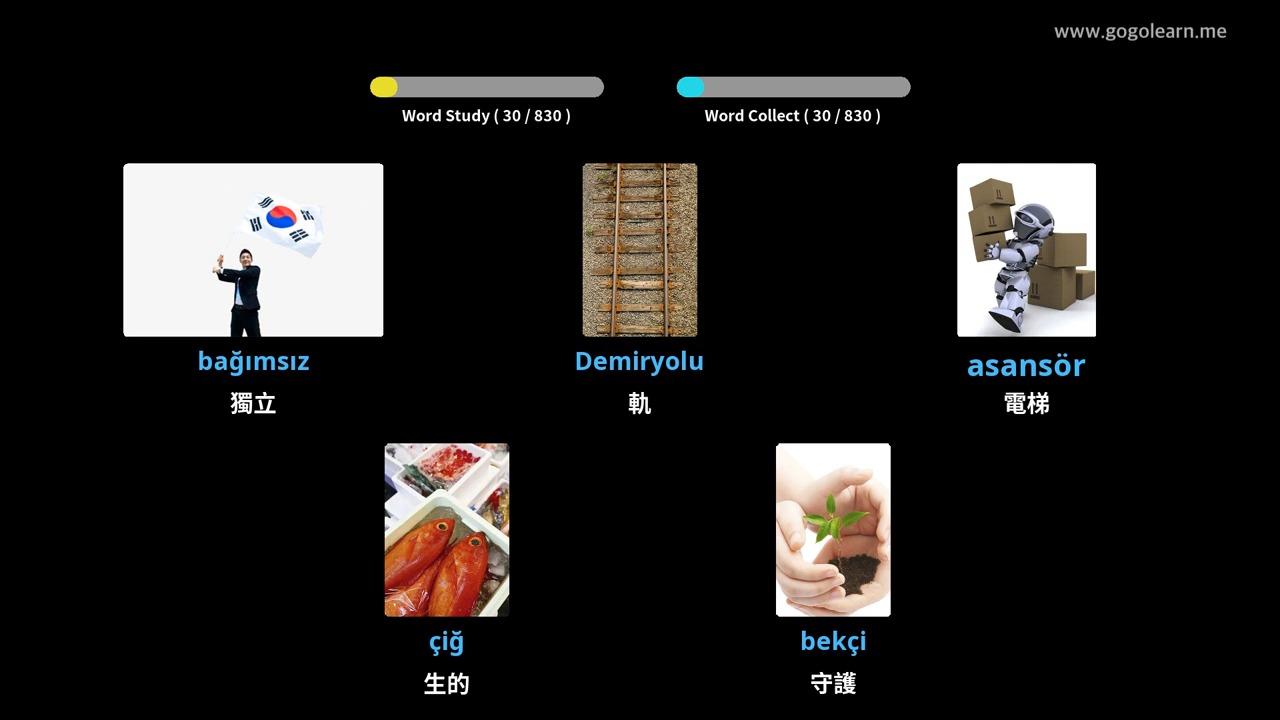 www.gogolearn.me
Word Study ( 30 / 830 )
Word Collect ( 30 / 830 )
bağımsız
獨立
Demiryolu
軌
asansör
電梯
çiğ
生的
bekçi
守護